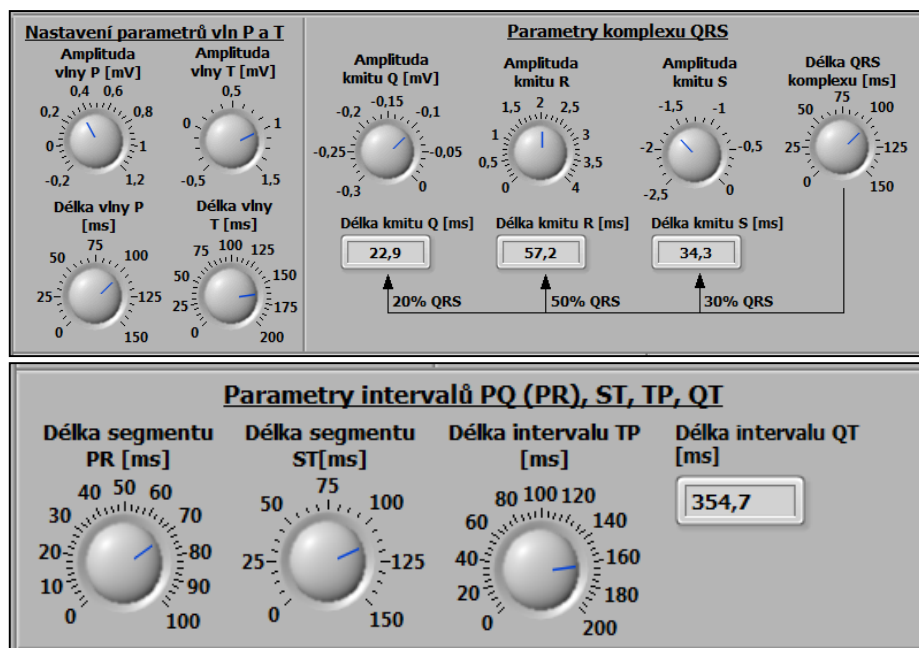 Nastavení parametrů vln P a T
Amplituda
vlny P [mV]
-0,2
0
0,2
0,4
0,6
0,8
1
1,2
Amplituda
vlny T [mV]
-0,5
0
0,5
1
1,5
Délka vlny P
[ms]
0
25
50
75
100
125
150
Délka vlny
T [ms]
0
25
50
75
100
125
150
175
200
Parametry komplexu QRS
Amplituda
kmitu Q [mV]
-0,3
-0,25
-0,2
-0,15
-0,1
-0,05
0
Amplituda
kmitu R
0
0,5
1
1,5
2
2,5
3
3,5
4
Amplituda
kmitu S
-2,5
-2
-1,5
-1
-0,5
0
Délka QRS
komplexu [ms]
0
25
50
75
100
125
150
Délka kmitu Q [ms]
22,9
Délka kmitu R [ms]
57,2
Délka kmitu S [ms]
34,3
20% QRS
50% QRS
30% QRS
Parametry intervalů PQ (PR), ST, TP, QT
Délka segmentu
PR [ms]
0
10
20
30
40
50
60
70
80
90
100
Délka segmentu
ST[ms]
0
25
50
75
100
125
150
Délka intervalu TP
[ms]
0
20
40
60
80
100
120
140
160
180
200
Délka intervalu QT
[ms]
354,7